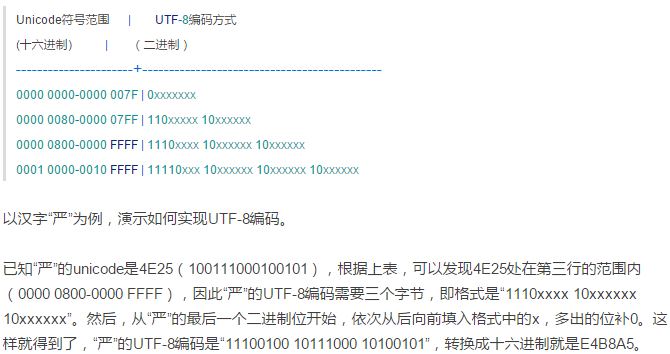 Unicode符号范围 | UTF-8编码方式
(十六进制) | （二进制）
----------------------+---------------------------------------------
0000 0000-0000 007F | 0xxxxxxx
0000 0080-0000 07FF | 110xxxxx 10xxxxxx
0000 0800-0000 FFFF | 1110xxxx 10xxxxxx 10xxxxxx
0001 0000-0010 FFFF | 11110xxx 10xxxxxx 10xxxxxx 10xxxxxx
以汉字“严”为例，演示如何实现UTF-8编码。
已知“严”的unicode是4E25（100111000100101），根据上表，可以发现4E25处在第三行的范围内
（0000 0800-0000 FFFF），因此“严”的UTF-8编码需要三个字节，即格式是“1110xxxx 10xxxxxx
10xxxxxx”。然后，从“严”的最后一个二进制位开始，依次从后向前填入格式中的x，多出的位补0。这
样就得到了，“严”的UTF-8编码是“11100100 10111000 10100101”，转换成十六进制就是E4B8A5。